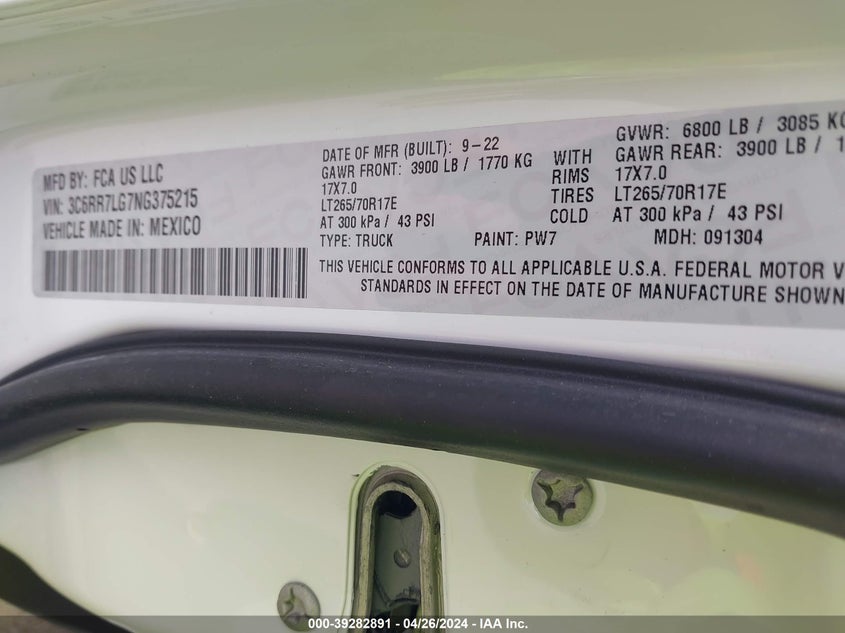 MFD BY: FCA US LLC
VIN: 3C6RR7LG7NG375215
VEHICLE MADE IN: MEXICO
DATE OF MFR (BUILT): 9-22
GAWR FRONT: 3900 LB / 1770 KG
17X7.0
LT265/70R17E
AT 300 kPa / 43 PSI
TYPE: TRUCK PAINT: PW7 MDH: 091304
WITH
RIMS
TIRES
COLD
GVWR: 6800 LB / 3085 KG
GAWR REAR: 3900 LB / 1
17X7.0
LT265/70R17E
AT 300 kPa / 43 PSI
THIS VEHICLE CONFORMS TO ALL APPLICABLE U.S.A. FEDERAL MOTOR V
STANDARDS IN EFFECT ON THE DATE OF MANUFACTURE SHOWN
000-39282891 - 04/26/2024 - IAA Inc.